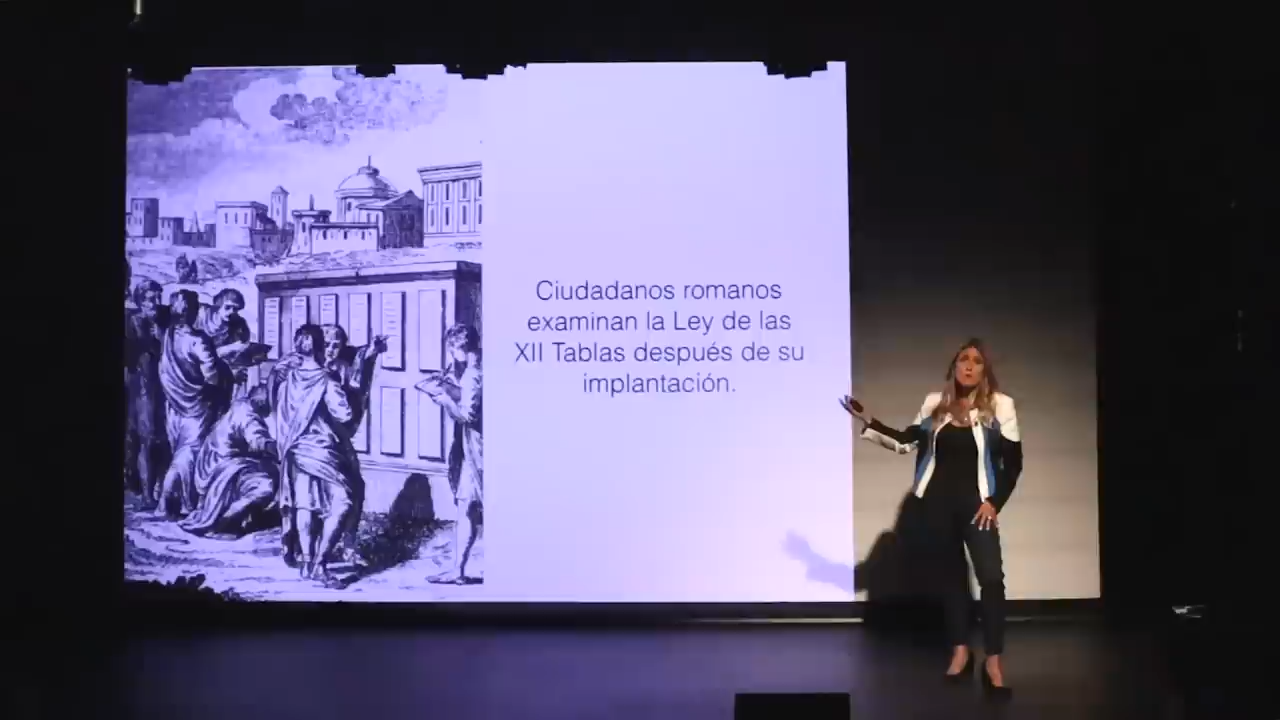 Ciudadanos romanos
examinan la Ley de las
XII Tablas después de su
implantación.